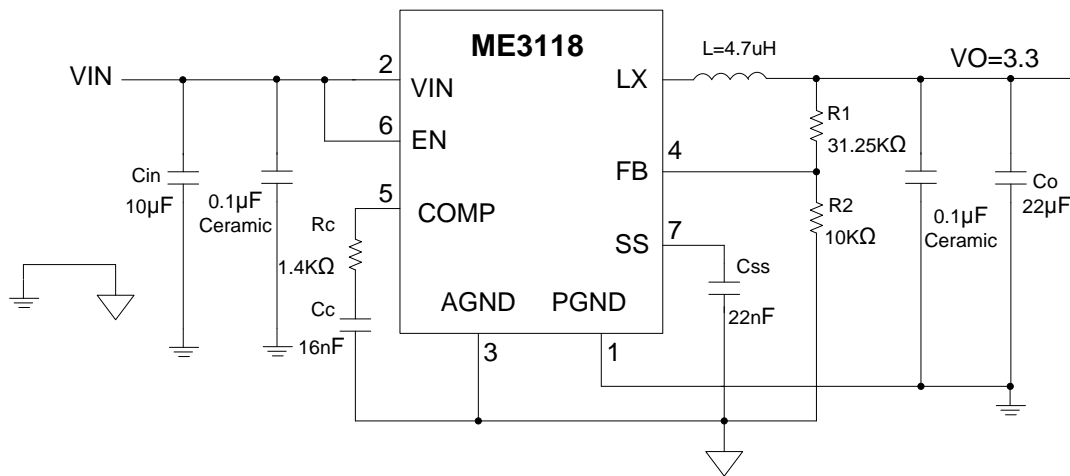 ME3118
L=4.7uH
VIN
2
VIN
LX
VO=3.3
6
EN
R1
31.25KΩ
4
FB
Cin
10µF
0.1µF
Ceramic
5
COMP
Rc
1.4KΩ
R2
10KΩ
0.1µF
Ceramic
Co
22µF
7
SS
Css
22nF
Cc
16nF
AGND
PGND
3
1